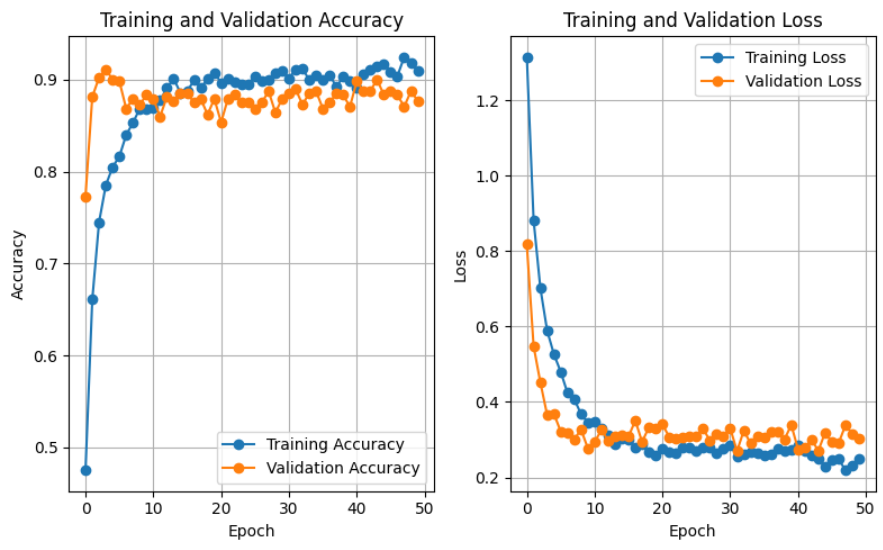 Training and Validation Accuracy
0.9
0.8
0.7
0.6
0.5
Accuracy
Training Accuracy
Validation Accuracy
0
10
20
30
40
50
Epoch
Training and Validation Loss
Training Loss
Validation Loss
1.2
1.0
0.8
0.6
0.4
0.2
Loss
0
10
20
30
40
50
Epoch